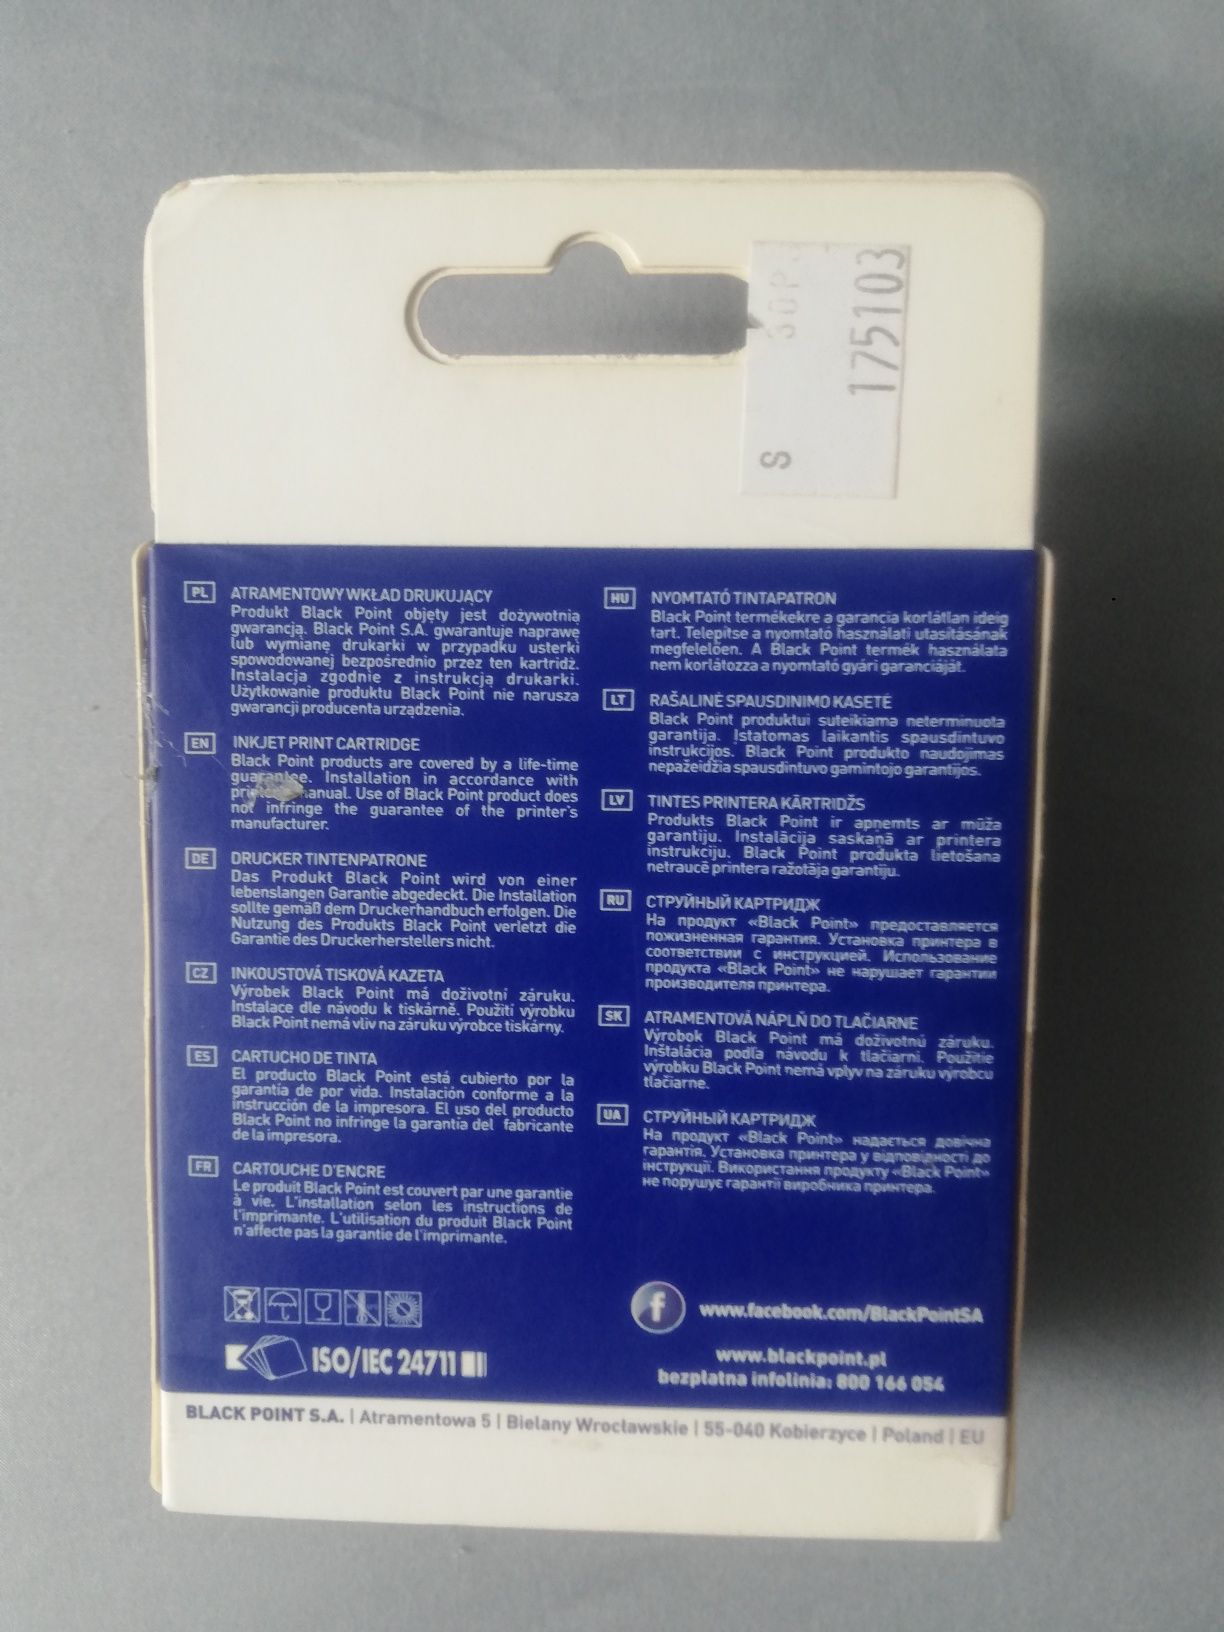 30P
175103
S
PL ATRAMENTOWY WKŁAD DRUKUJĄCY
Produkt Black Point objęty jest dożywotnią
gwarancją. Black Point S.A. gwarantuje naprawę
lub wymianę drukarki w przypadku usterki
spowodowanej bezpośrednio przez ten kartridż.
Instalacja zgodnie z instrukcją drukarki.
Użytkowanie produktu Black Point nie narusza
gwarancji producenta urządzenia.
EN INKJET PRINT CARTRIDGE
Black Point products are covered by a life-time
guarantee. Installation in accordance with
manual. Use of Black Point product does
not infringe the guarantee of the printer's
manufacturer.
DE DRUCKER TINTENPATRONE
Das Produkt Black Point wird von einer
lebenslangen Garantie abgedeckt. Die Installation
sollte gemäß dem Druckerhandbuch erfolgen. Die
Nutzung des Produkts Black Point verletzt die
Garantie des Druckerherstellers nicht.
CZ INKOUSTOVÁ TISKOVÁ KAZETA
Výrobek Black Point má doživotní záruku.
Instalace dle návodu k tiskárně. Použití výrobku
Black Point nemá vliv na záruku výrobce tiskárny.
ES CARTUCHO DE TINTA
El producto Black Point está cubierto por la
garantía de por vida. Instalación conforme a la
instrucción de la impresora. El uso del producto
Black Point no infringe la garantía del fabricante
de la impresora.
FR CARTOUCHE D'ENCRE
Le produit Black Point est couvert par une garantie
à vie. L'installation selon les instructions de
l'imprimante. L'utilisation du produit Black Point
n'affecte pas la garantie de l'imprimante.
HU NYOMTATÓ TINTAPATRON
Black Point termékekre a garancia korlátlan ideig
tart. Telepítse a nyomtató használati utasításának
megfelelően. A Black Point termék használata
nem korlátozza a nyomtató gyári garanciáját.
LT RAŠALINĖ SPAUSDINIMO KASETĖ
Black Point produktui suteikiama neterminuota
garantija. Įstatomas laikantis spausdintuvo
instrukcijos. Black Point produkto naudojimas
nepažeidžia spausdintuvo gamintojo garantijos.
LV TINTES PRINTERA KĀRTRIDŽS
Produkts Black Point ir apņemts ar mūža
garantiju. Instalācija saskaņā ar printera
instrukciju. Black Point produkta lietošana
netraucē printera ražotāja garantiju.
RU СТРУЙНЫЙ КАРТРИДЖ
На продукт «Black Point» предоставляется
пожизненная гарантия. Установка принтера в
соответствии с инструкцией. Использование
продукта «Black Point» не нарушает гарантии
производителя принтера.
SK ATRAMENTOVÁ NÁPLŇ DO TLAČIARNE
Výrobok Black Point má doživotnú záruku.
Inštalácia podľa návodu k tlačiarni. Použitie
výrobku Black Point nemá vplyv na záruku výrobcu
tlačiarne.
UA СТРУЙНЫЙ КАРТРИДЖ
На продукт «Black Point» надається довічна
гарантія. Установка принтера у відповідності до
інструкції. Використання продукту «Black Point»
не порушує гарантії виробника принтера.
f www.facebook.com/BlackPointSA
ISO/IEC 24711
www.blackpoint.pl
bezpłatna infolinia: 800 166 054
BLACK POINT S.A. | Atramentowa 5 | Bielany Wrocławskie | 55-040 Kobierzyce | Poland | EU